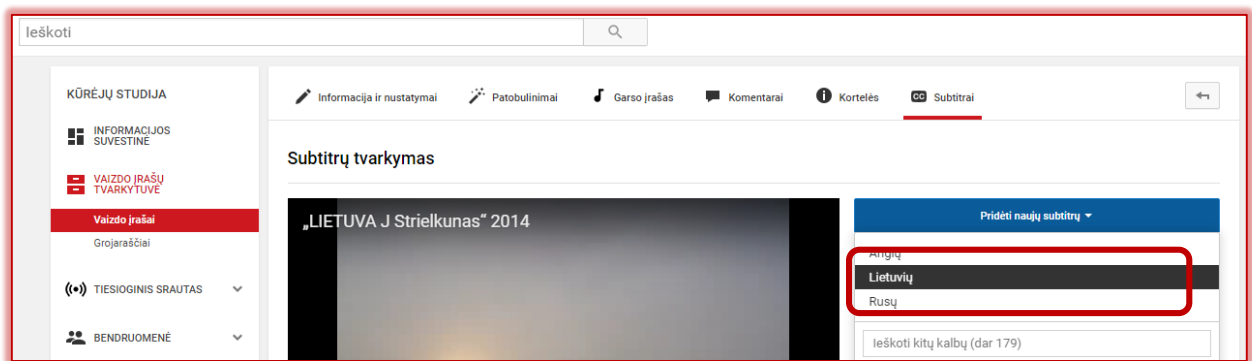 Ieškoti
KŪRĖJŲ STUDIJA
INFORMACIJOS
SUVESTINĖ
VAIZDO ĮRAŠŲ
TVARKYTUVĖ
Vaizdo įrašai
Grojaraščiai
TIESIOGINIS SRAUTAS
BENDRUOMENĖ
Informacija ir nustatymai
Patobulinimai
Garso įrašas
Komentarai
Kortelės
CC Subtitrai
Subtitrų tvarkymas
„LIETUVA J Strielkunas“ 2014
Pridėti naujų subtitrų
Anglų
Lietuvių
Rusų
Ieškoti kitų kalbų (dar 179)